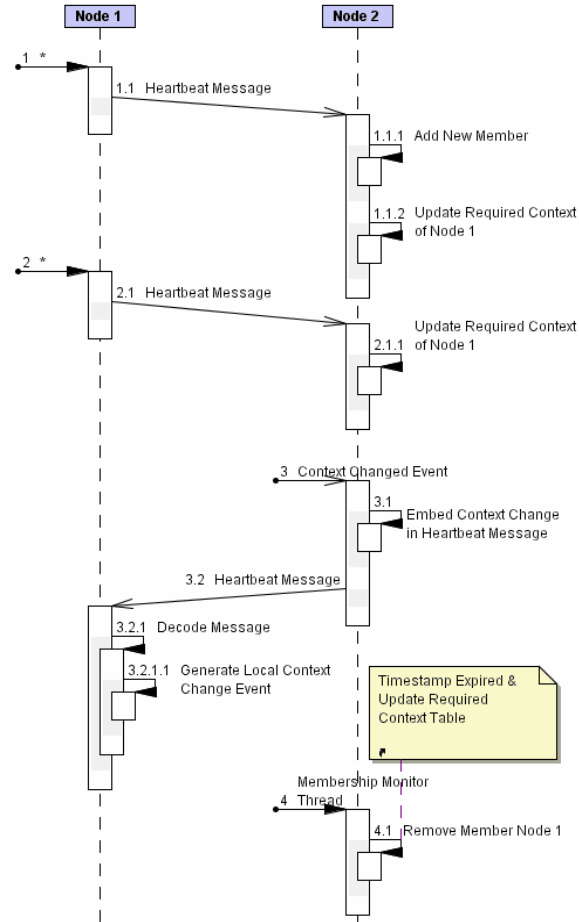 Node 1
Node 2
1 *
1.1 Heartbeat Message
1.1.1 Add New Member
1.1.2 Update Required Context
of Node 1
2 *
2.1 Heartbeat Message
Update Required Context
2.1.1 of Node 1
3 Context Changed Event
3.1
Embed Context Change
in Heartbeat Message
3.2 Heartbeat Message
3.2.1 Decode Message
3.2.1.1 Generate Local Context
Change Event
Timestamp Expired &
Update Required
Context Table
Membership Monitor
4 Thread
4.1 Remove Member Node 1